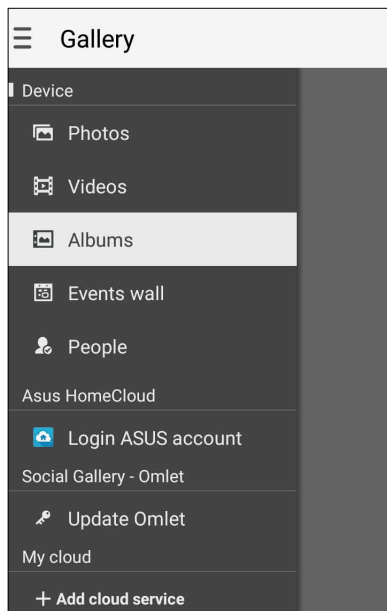 Gallery
Device
Photos
Videos
Albums
Events wall
People
Asus HomeCloud
Login ASUS account
Social Gallery - Omlet
Update Omlet
My cloud
+ Add cloud service